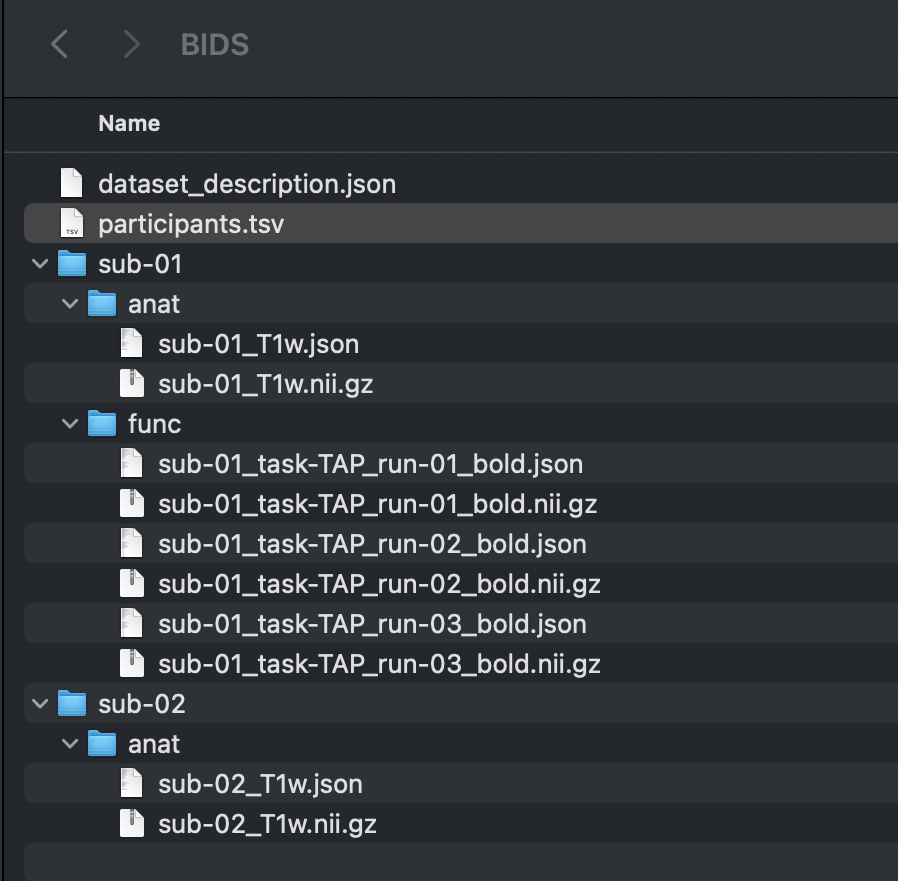 BIDS
Name
dataset_description.json
TSV participants.tsv
sub-01
anat
sub-01_T1w.json
sub-01_T1w.nii.gz
func
sub-01_task-TAP_run-01_bold.json
sub-01_task-TAP_run-01_bold.nii.gz
sub-01_task-TAP_run-02_bold.json
sub-01_task-TAP_run-02_bold.nii.gz
sub-01_task-TAP_run-03_bold.json
sub-01_task-TAP_run-03_bold.nii.gz
sub-02
anat
sub-02_T1w.json
sub-02_T1w.nii.gz